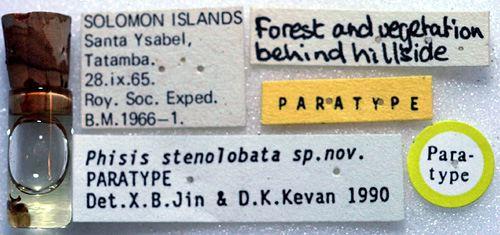 SOLOMON ISLANDS
Santa Ysabel,
Tatamba.
28.ix.65.
Roy. Soc. Exped.
B.M.1966-1.
Forest and vegetation
behind hillside
PARATYPE
Phisis stenolobata sp.nov.
PARATYPE
Det.X.B.Jin & D.K.Kevan 1990
Para-
type